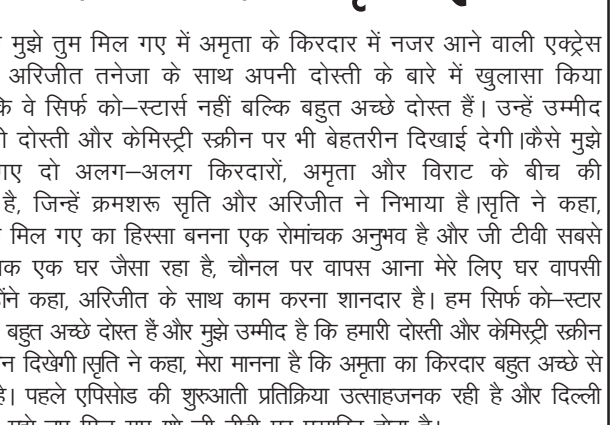 मुझे तुम मिल गए में अमृता के किरदार में नजर आने वाली एक्ट्रेस
अरिजीत तनेजा के साथ अपनी दोस्ती के बारे में खुलासा किया
वे सिर्फ को–स्टार्स नहीं बल्कि बहुत अच्छे दोस्त हैं। उन्हें उम्मीद
दोस्ती और केमिस्ट्री स्क्रीन पर भी बेहतरीन दिखाई देगी।कैसे मुझे
दो अलग–अलग किरदारों, अमृता और विराट के बीच की
है, जिन्हें क्रमशरू सृति और अरिजीत ने निभाया है।सृति ने कहा,
मिल गए का हिस्सा बनना एक रोमांचक अनुभव है और जी टीवी सबसे
एक घर जैसा रहा है, चौनल पर वापस आना मेरे लिए घर वापसी
कहा, अरिजीत के साथ काम करना शानदार है। हम सिर्फ को–स्टार
बहुत अच्छे दोस्त हैं और मुझे उम्मीद है कि हमारी दोस्ती और केमिस्ट्री स्क्रीन
दिखेगी।सृति ने कहा, मेरा मानना है कि अमृता का किरदार बहुत अच्छे से
है। पहले एपिसोड की शुरुआती प्रतिक्रिया उत्साहजनक रही है और दिल्ली